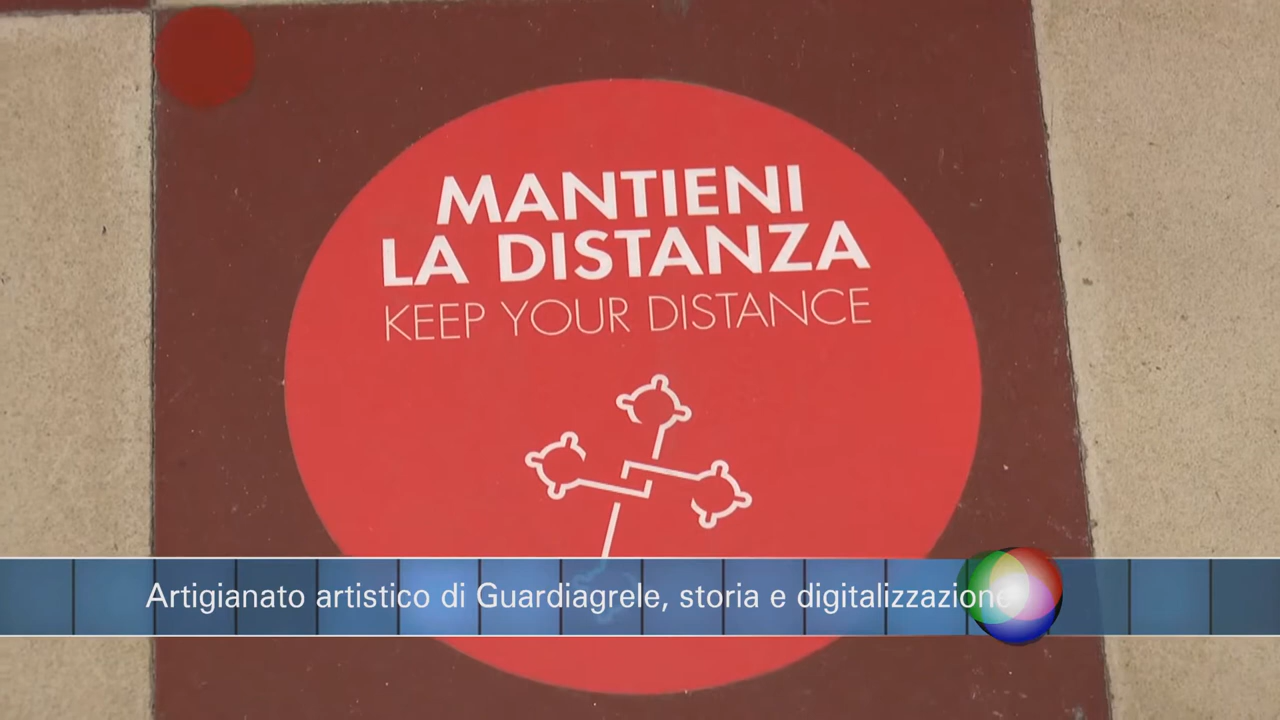 MANTIENI
LA DISTANZA
KEEP YOUR DISTANCE
Artigianato artistico di Guardiagrele, storia e digitalizzazione